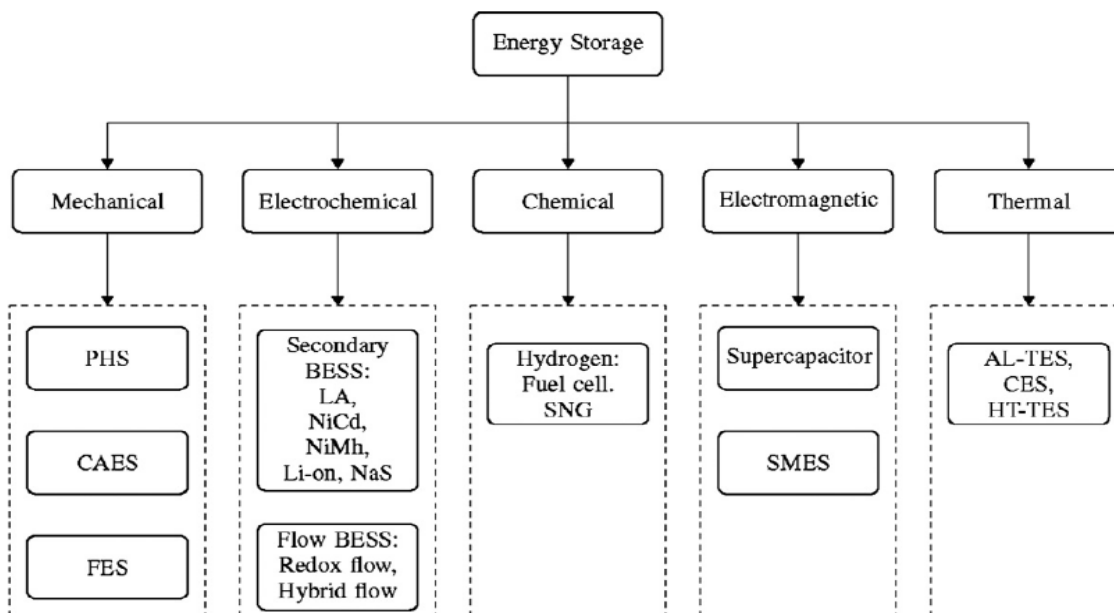 Energy Storage
Mechanical
Electrochemical
Chemical
Electromagnetic
Thermal
PHS
CAES
FES
Secondary
BESS:
LA,
NiCd,
NiMh,
Li-on, NaS
Flow BESS:
Redox flow,
Hybrid flow
Hydrogen:
Fuel cell.
SNG
Supercapacitor
SMES
AL-TES,
CES,
HT-TES